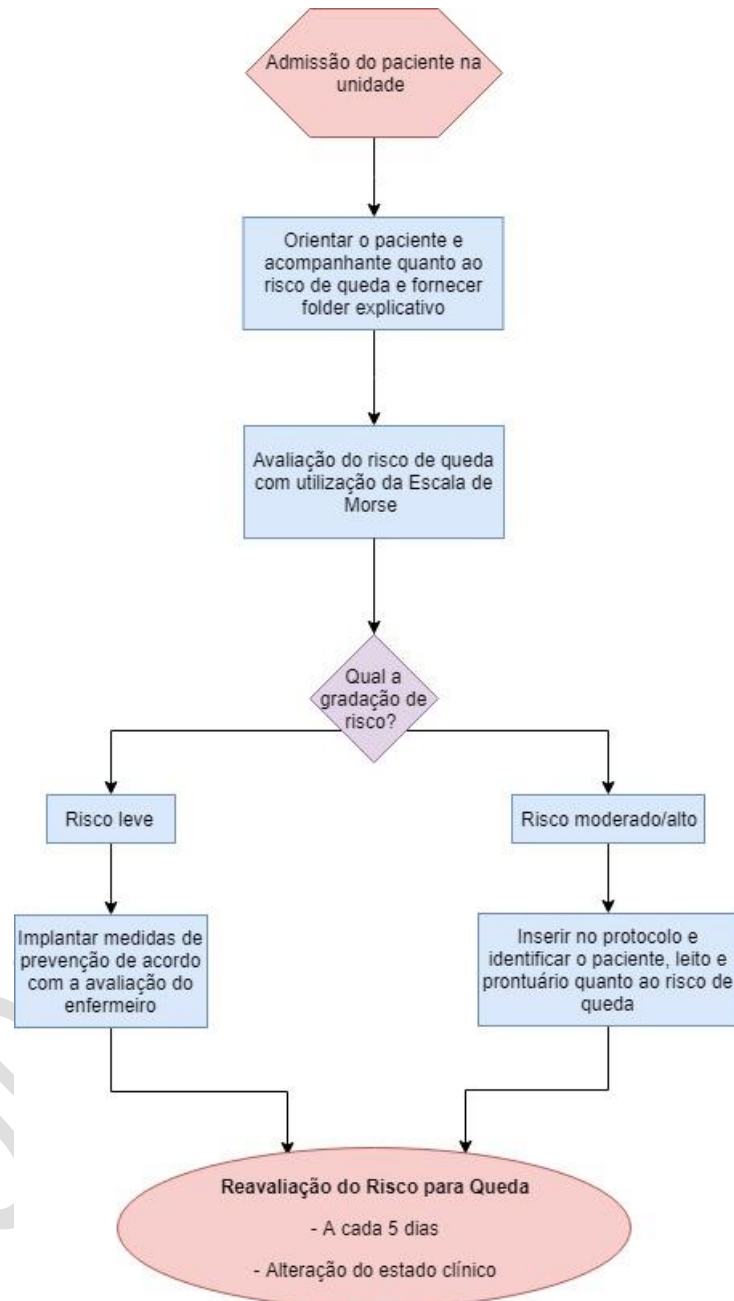 Admissão do paciente na
unidade
Orientar o paciente e
acompanhante quanto ao
risco de queda e fornecer
folder explicativo
Avaliação do risco de queda
com utilização da Escala de
Morse
Qual a
gradação de
risco?
Risco leve
Risco moderado/alto
Implantar medidas de
prevenção de acordo
com a avaliação do
enfermeiro
Inserir no protocolo e
identificar o paciente, leito e
prontuário quanto ao risco de
queda
Reavaliação do Risco para Queda
- A cada 5 dias
- Alteração do estado clínico